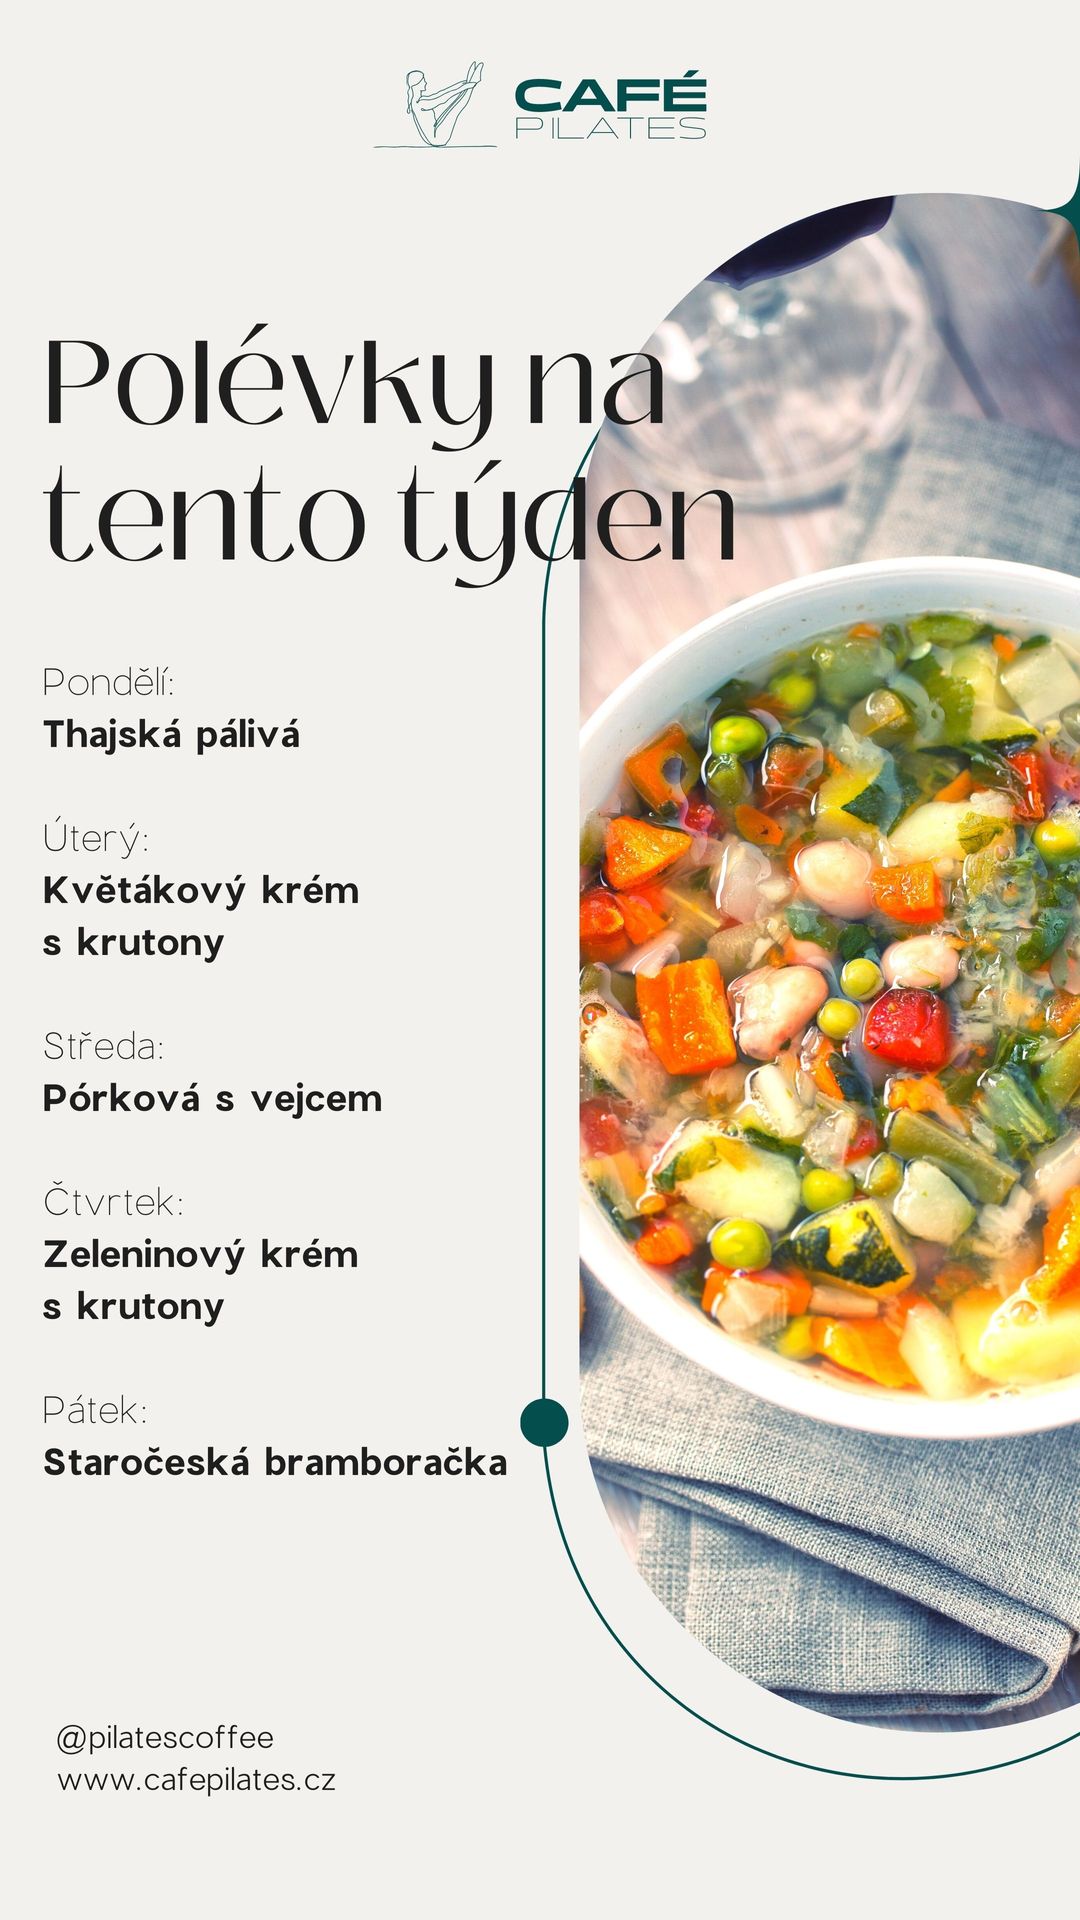 CAFÉ
PILATES
Polévky na
tento týden
Pondělí:
Thajská pálivá
Úterý:
Květákový krém
s krutony
Středa:
Pórková s vejcem
Čtvrtek:
Zeleninový krém
s krutony
Pátek:
Staročeská bramboračka
@pilatescoffee
www.cafepilates.cz